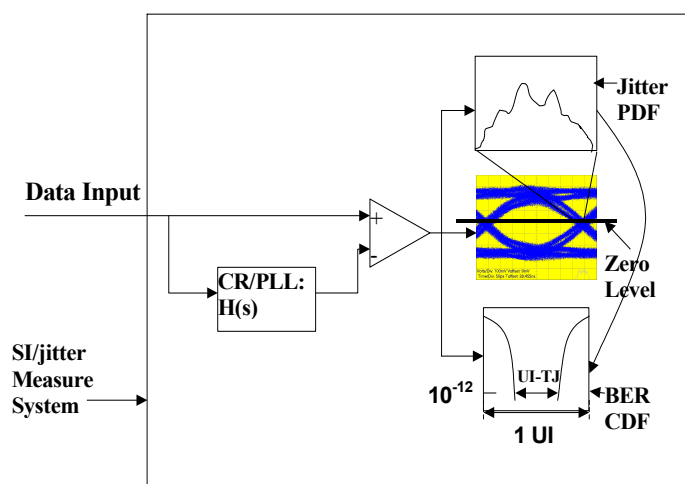 Jitter
PDF
Data Input
+
-
CR/PLL:
H(s)
Zero
Level
SI/jitter
Measure
System
UI-TJ
10-12
BER
CDF
1 UI